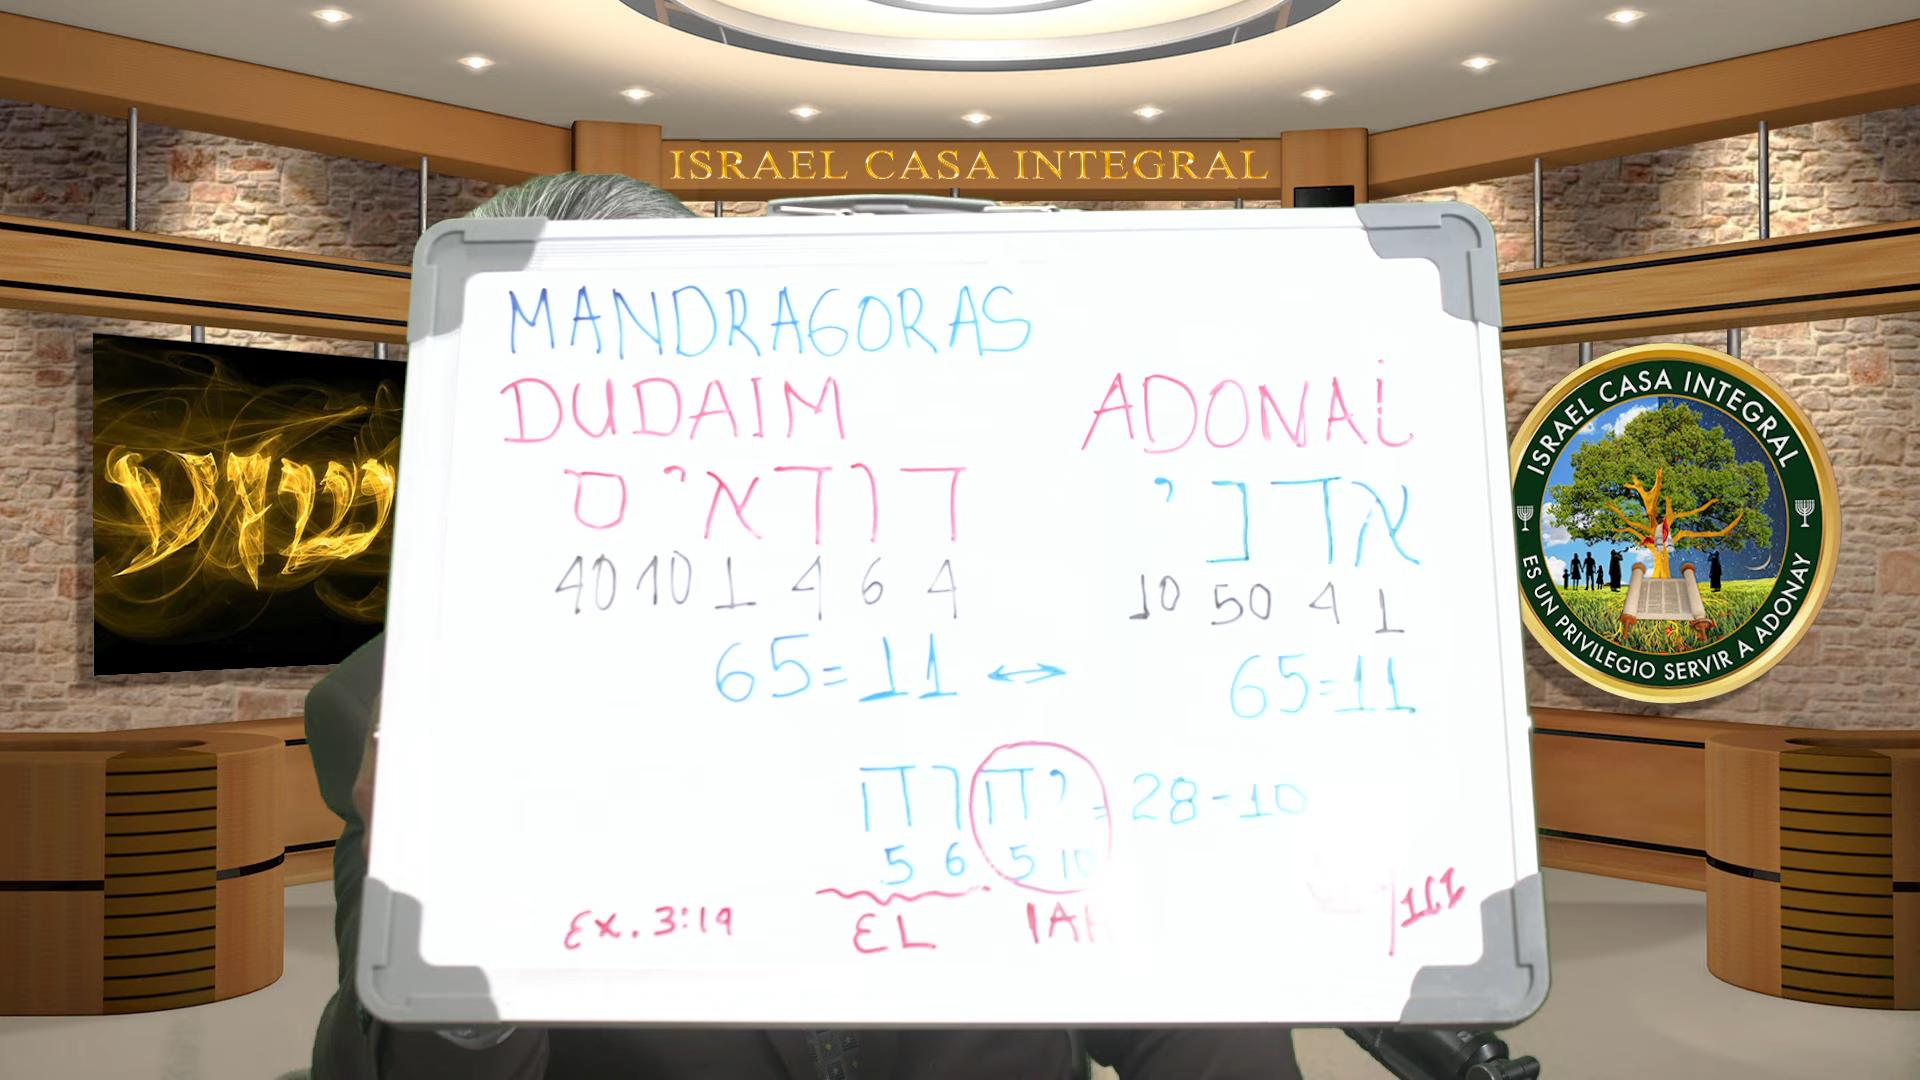 ISRAEL CASA INTEGRAL
MANDRAGORAS
DUDAIM
ADONAi
דודאים
אדני
40 10 1 4 6 4
10 50 4 1
65=11 ↔ 65=11
יהוה = 28-10
5 6 5 10
EL IAH
Ex. 3:19
/111
ISRAEL CASA INTEGRAL
ES UN PRIVILEGIO SERVIR A ADONAY